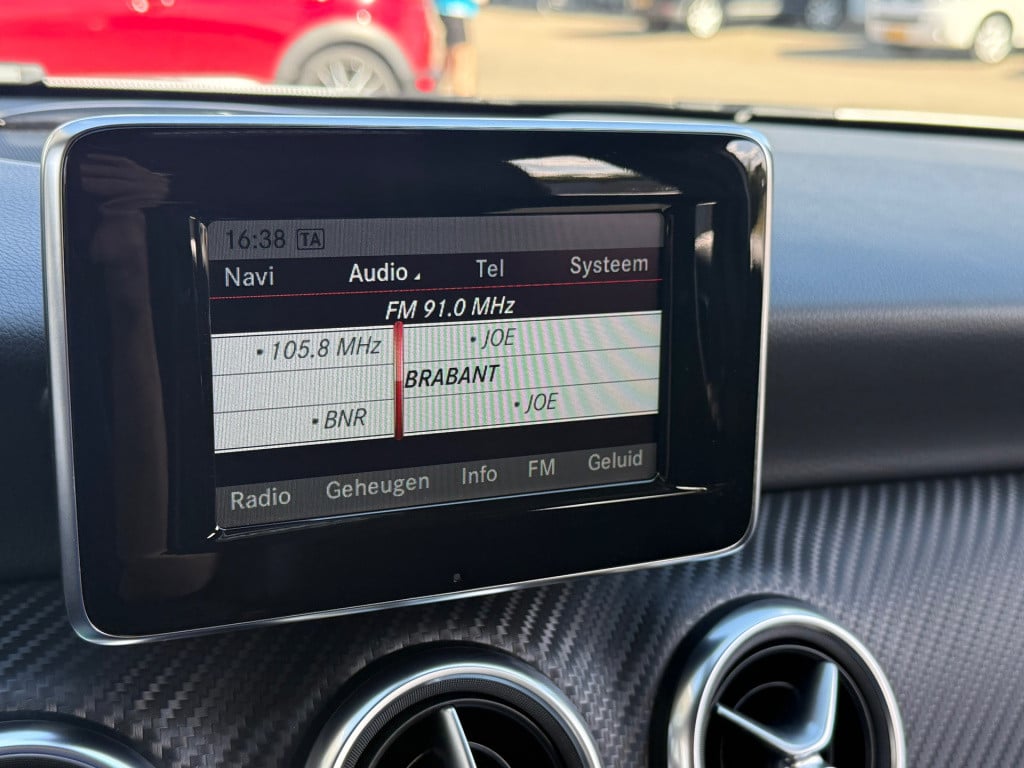 16:38 TA
Navi Audio Tel Systeem
FM 91.0 MHz
• 105.8 MHz • JOE
BRABANT
• BNR • JOE
Radio Geheugen Info FM Geluid